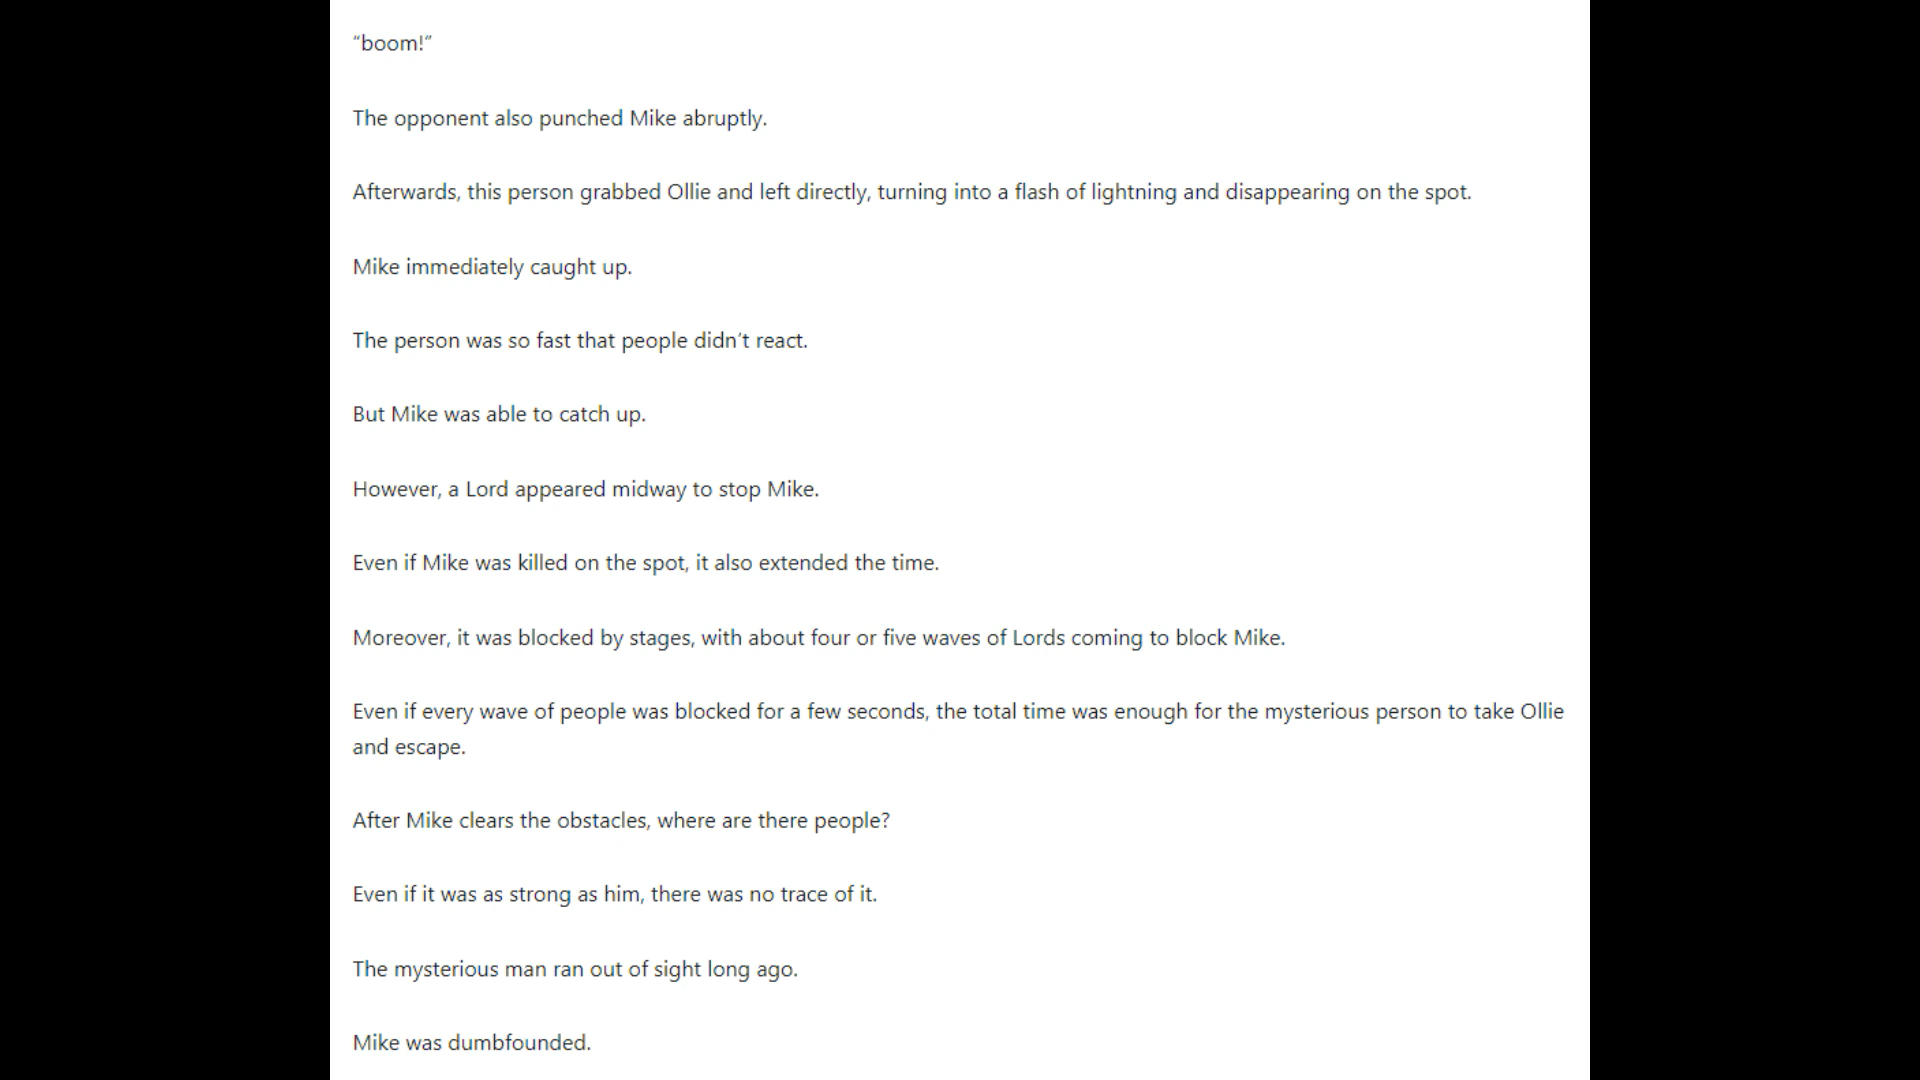 “boom!”
The opponent also punched Mike abruptly.
Afterwards, this person grabbed Ollie and left directly, turning into a flash of lightning and disappearing on the spot.
Mike immediately caught up.
The person was so fast that people didn’t react.
But Mike was able to catch up.
However, a Lord appeared midway to stop Mike.
Even if Mike was killed on the spot, it also extended the time.
Moreover, it was blocked by stages, with about four or five waves of Lords coming to block Mike.
Even if every wave of people was blocked for a few seconds, the total time was enough for the mysterious person to take Ollie
and escape.
After Mike clears the obstacles, where are there people?
Even if it was as strong as him, there was no trace of it.
The mysterious man ran out of sight long ago.
Mike was dumbfounded.